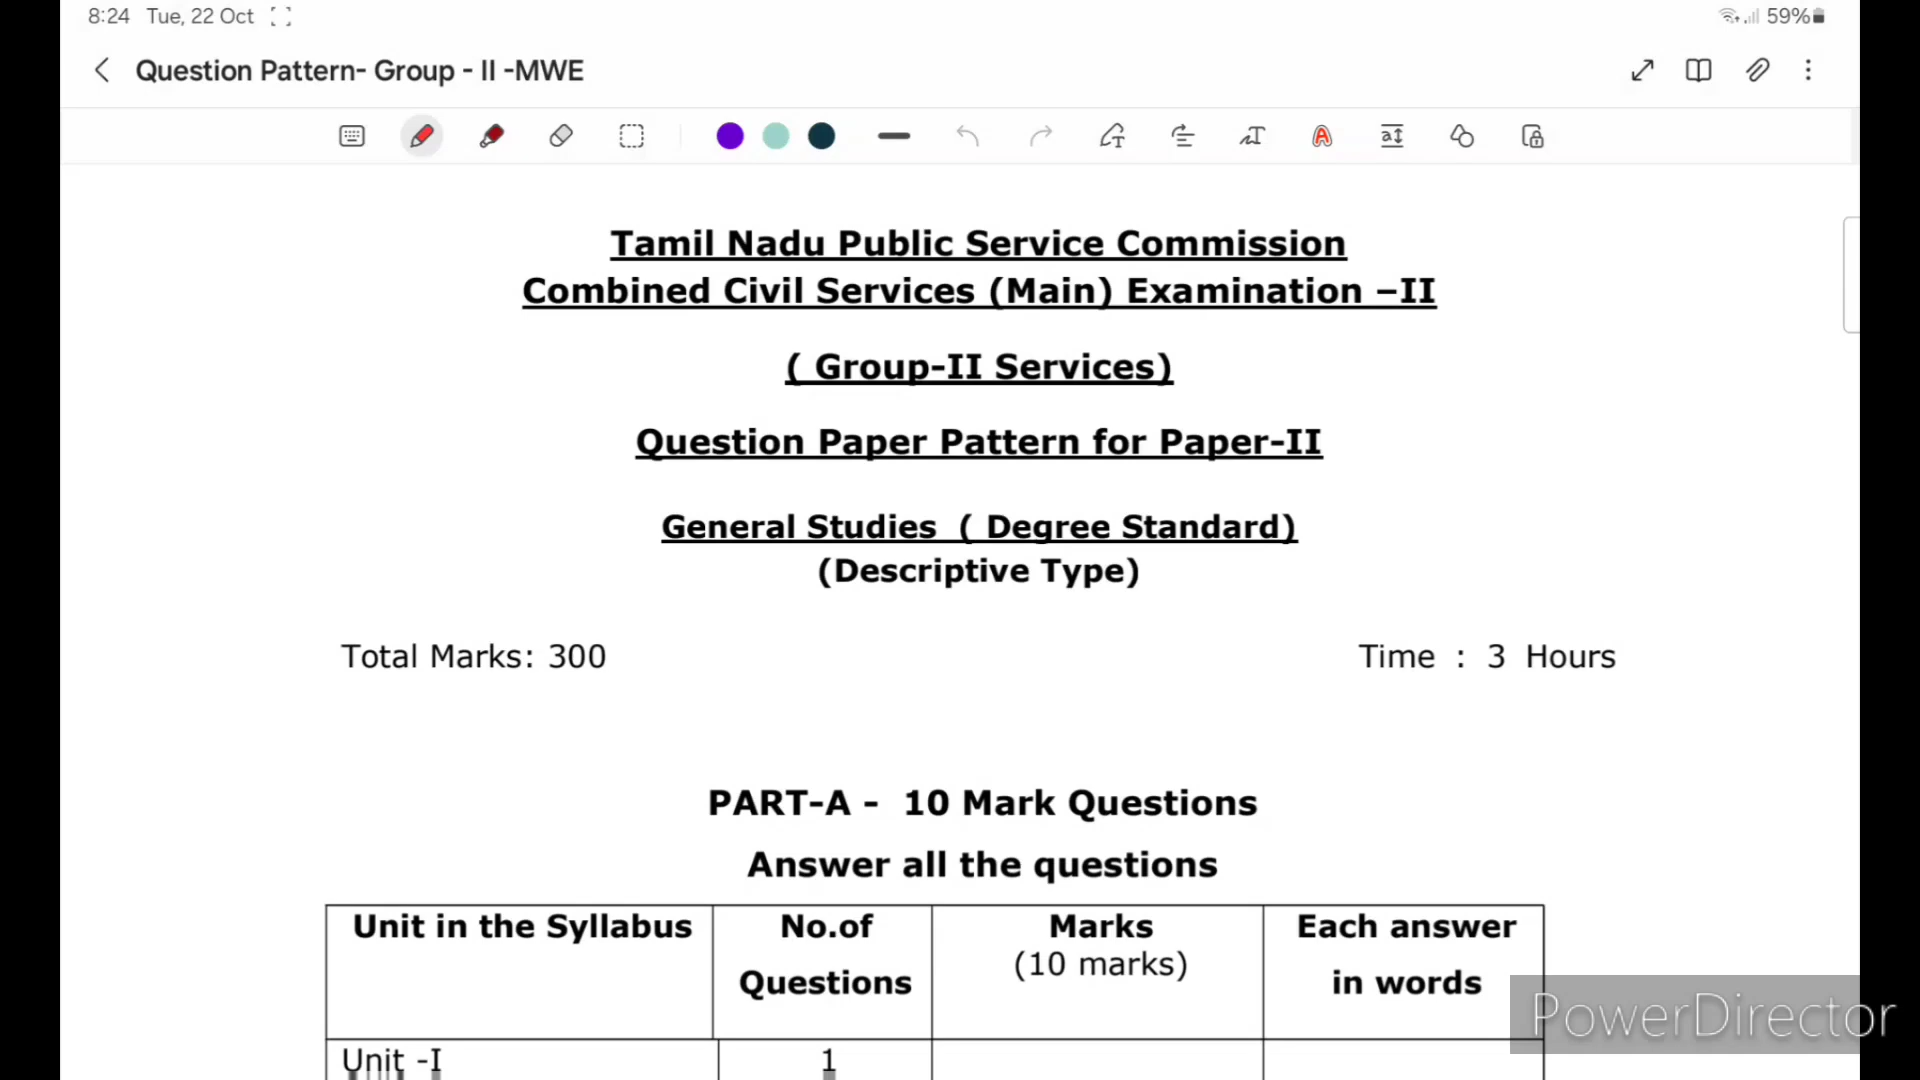 8:24 Tue, 22 Oct 59%
Question Pattern- Group - II -MWE
Tamil Nadu Public Service Commission
Combined Civil Services (Main) Examination –II
( Group-II Services)
Question Paper Pattern for Paper-II
General Studies ( Degree Standard)
(Descriptive Type)
Total Marks: 300 Time : 3 Hours
PART-A - 10 Mark Questions
Answer all the questions
Unit in the Syllabus No.of Marks Each answer
(10 marks)
Questions in words
Unit -I 1
PowerDirector